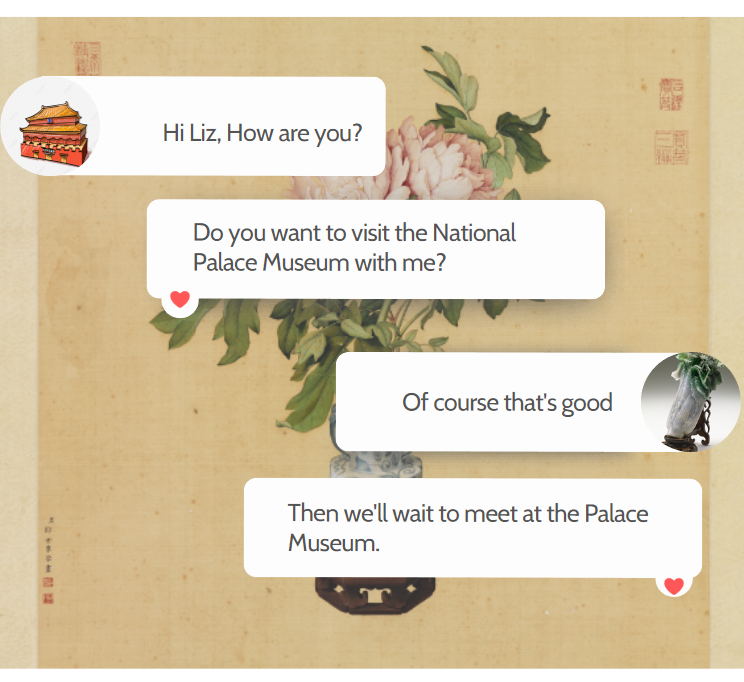 Hi Liz, How are you?
Do you want to visit the National
Palace Museum with me?
Of course that's good
Then we'll wait to meet at the Palace
Museum.